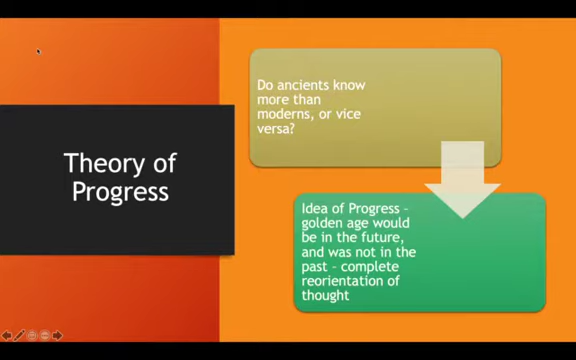 Theory of
Progress
Do ancients know
more than
moderns, or vice
versa?
Idea of Progress –
golden age would
be in the future,
and was not in the
past – complete
reorientation of
thought